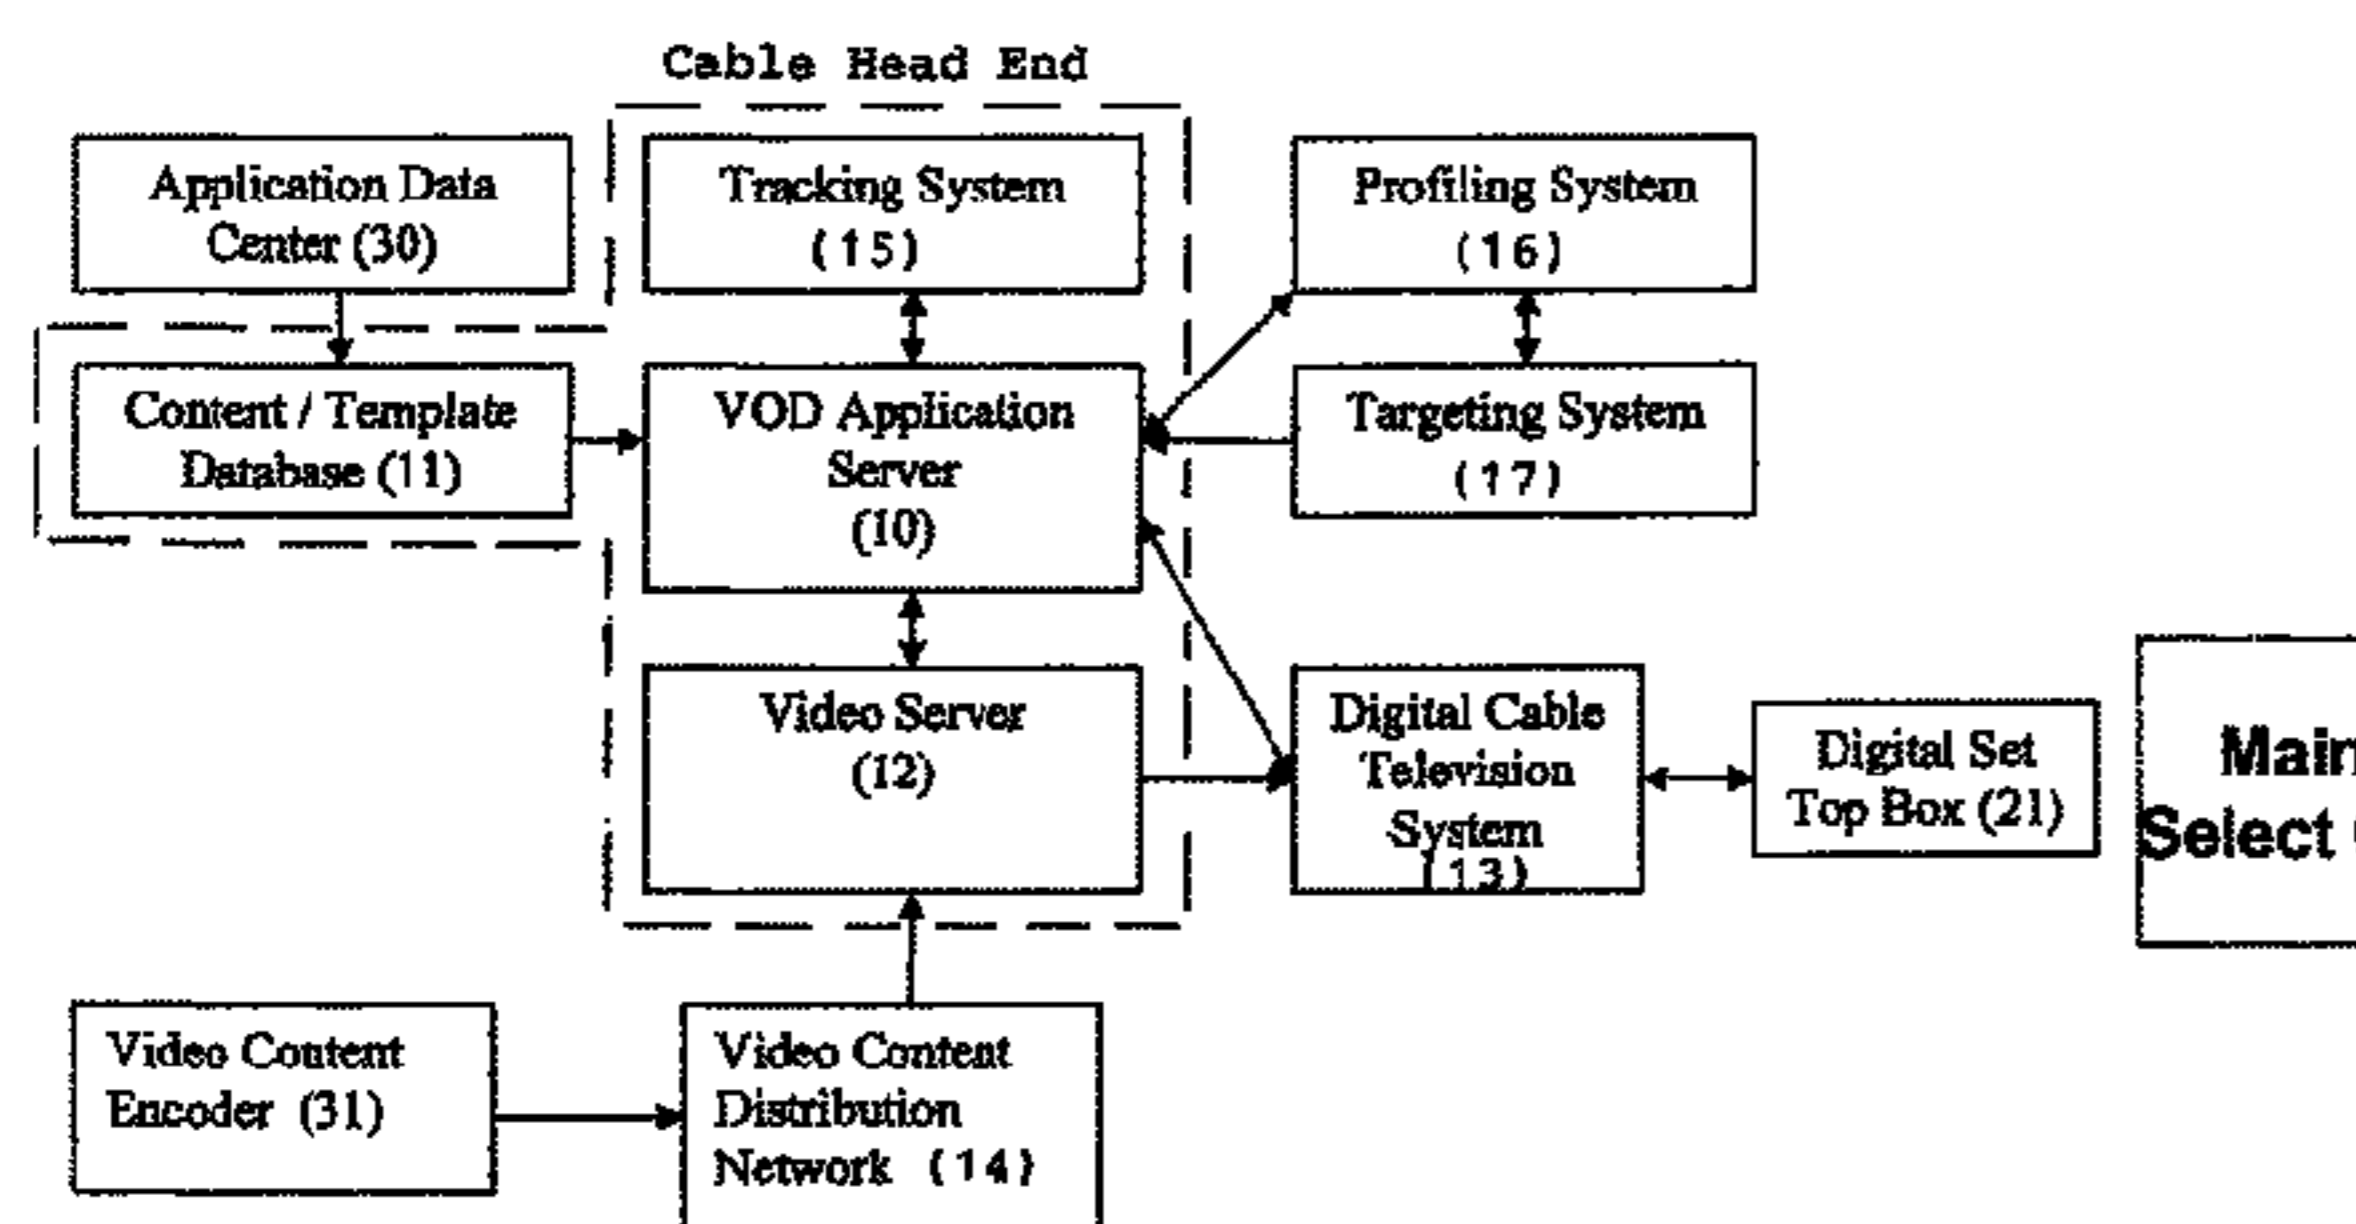 Cable Head End
Application Data
Center (30)
Tracking System
(15)
Profiling System
(16)
Content / Template
Database (11)
VOD Application
Server
(10)
Targeting System
(17)
Video Server
(12)
Digital Cable
Television
System
(13)
Digital Set
Top Box (21)
Main
Select
Video Content
Encoder (31)
Video Content
Distribution
Network (14)